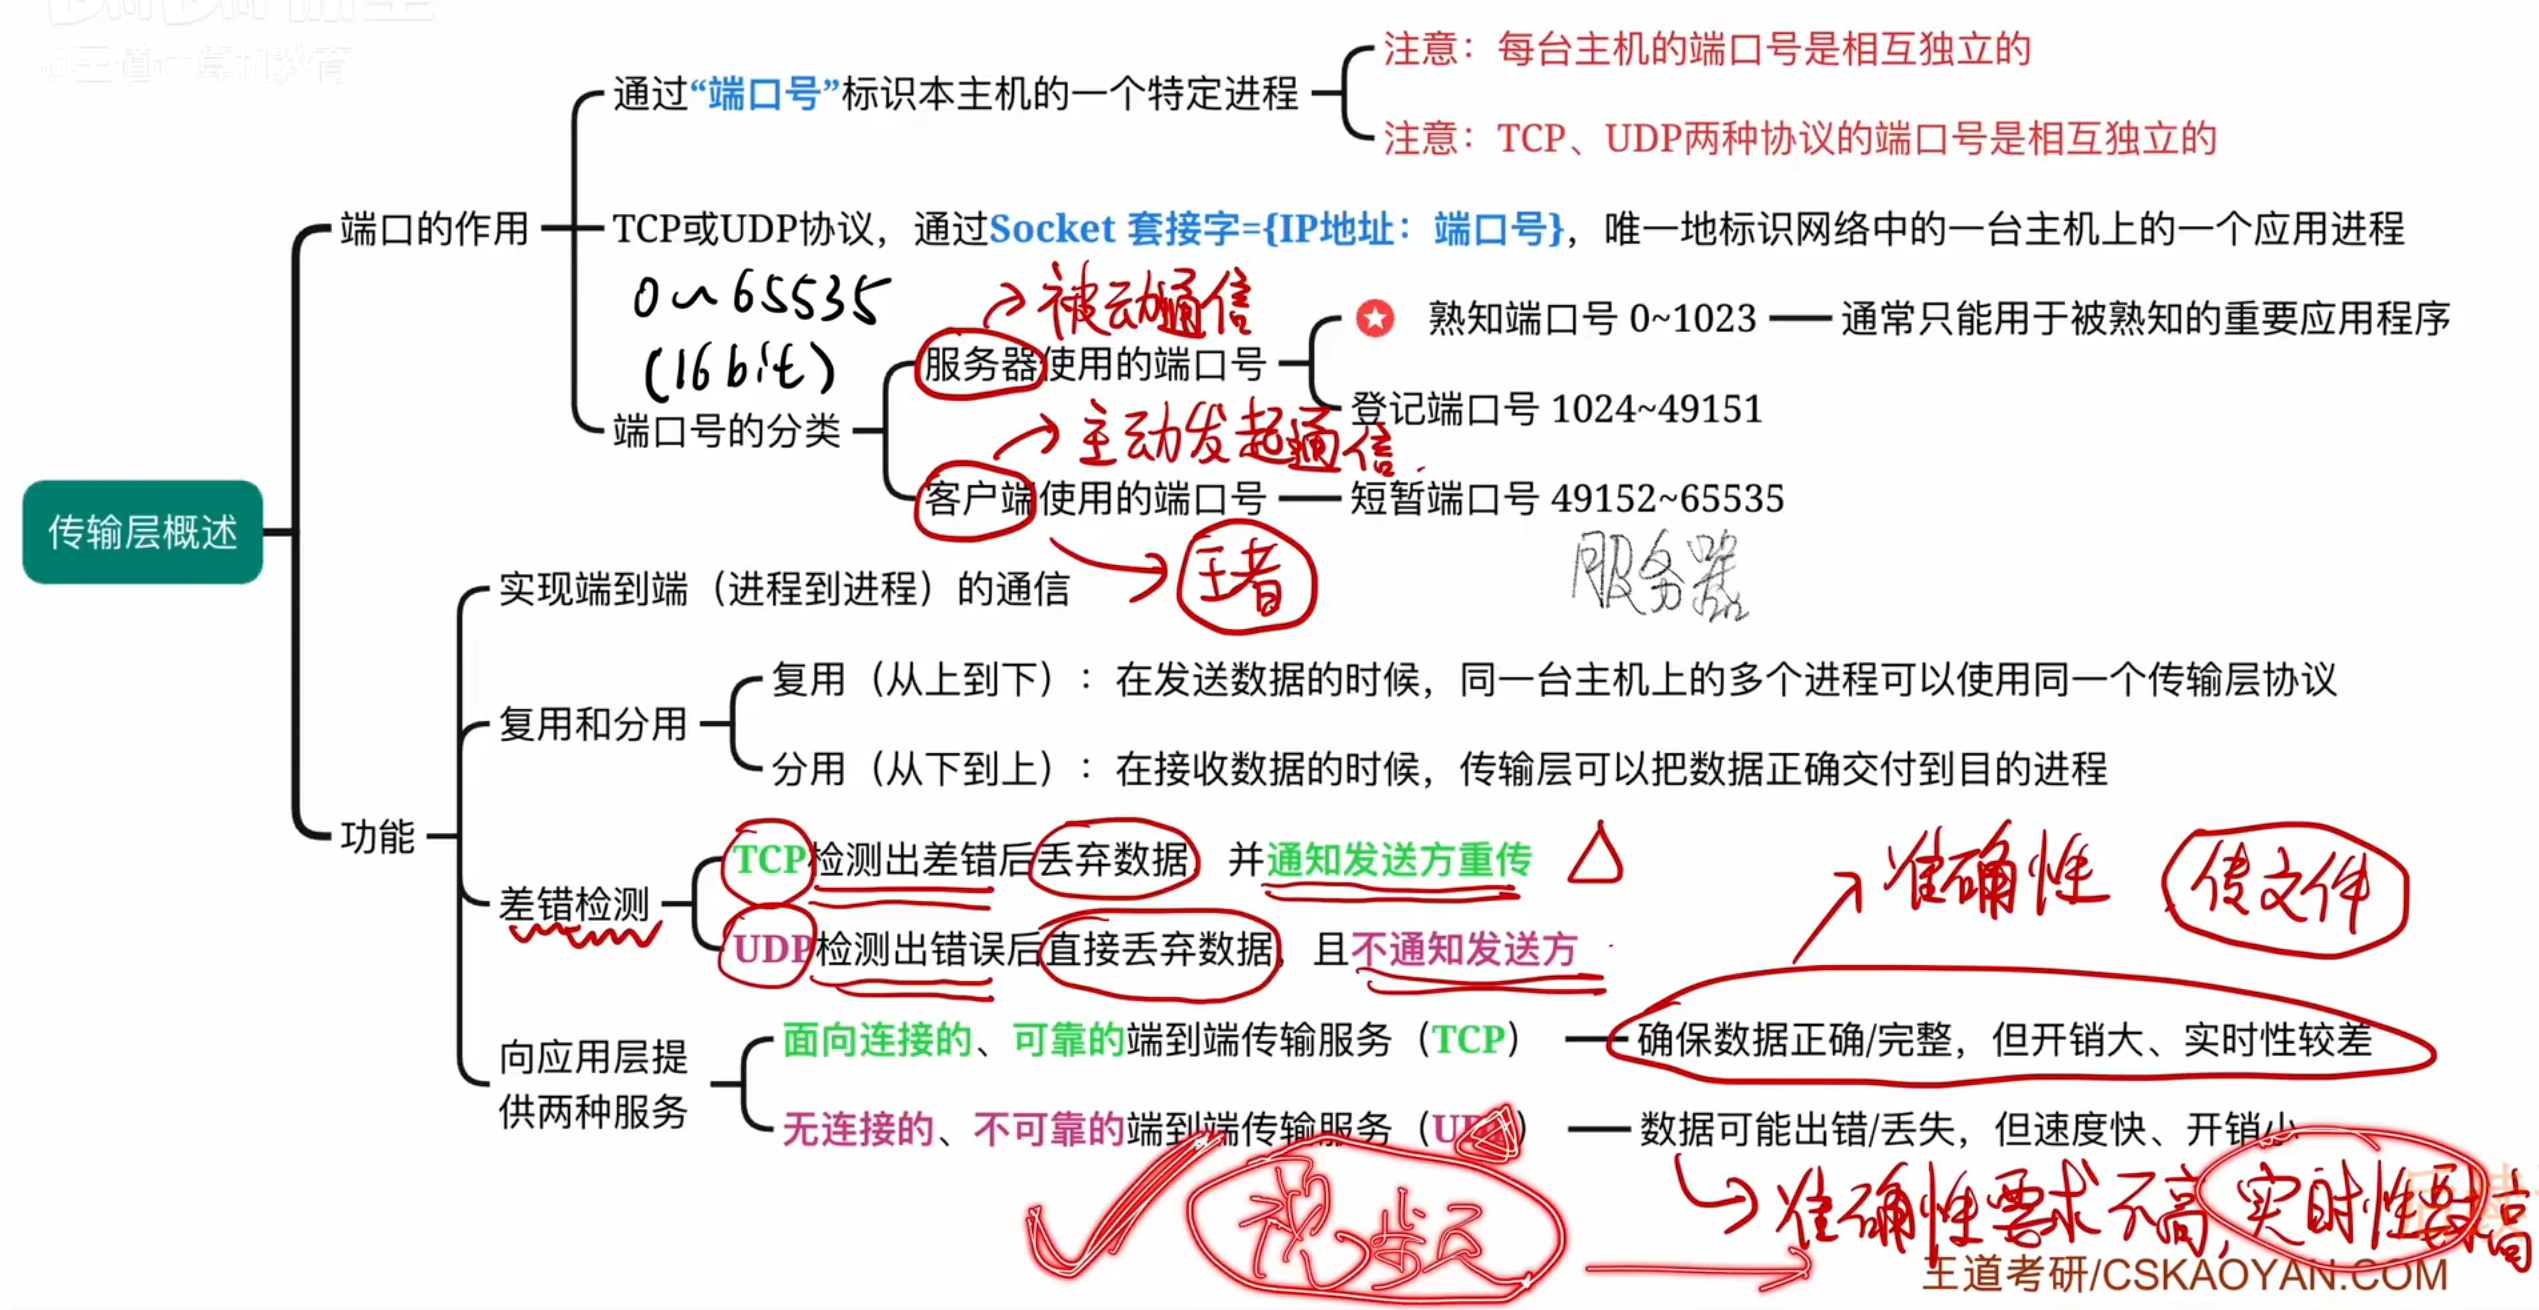 @王道计算机教育
注意：每台主机的端口号是相互独立的
通过“端口号”标识本主机的一个特定进程
注意：TCP、UDP两种协议的端口号是相互独立的
端口的作用
TCP或UDP协议，通过Socket 套接字={IP地址：端口号}，唯一地标识网络中的一台主机上的一个应用进程
0~65535
(16bit)
被动通信
熟知端口号 0~1023
通常只能用于被熟知的重要应用程序
服务器使用的端口号
登记端口号 1024~49151
端口号的分类
主动发起通信
客户端使用的端口号
短暂端口号 49152~65535
传输层概述
王者
服务器
实现端到端（进程到进程）的通信
复用（从上到下）：在发送数据的时候，同一台主机上的多个进程可以使用同一个传输层协议
复用和分用
分用（从下到上）：在接收数据的时候，传输层可以把数据正确交付到目的进程
功能
TCP检测出差错后丢弃数据 并通知发送方重传
准确性
传文件
差错检测
UDP检测出错误后直接丢弃数据，且不通知发送方
面向连接的、可靠的端到端传输服务（TCP）
确保数据正确/完整，但开销大、实时性较差
向应用层提
供两种服务
无连接的、不可靠的端到端传输服务（UDP）
数据可能出错/丢失，但速度快、开销小
准确性要求不高，实时性要求高
王道考研/CSKAOYAN.COM